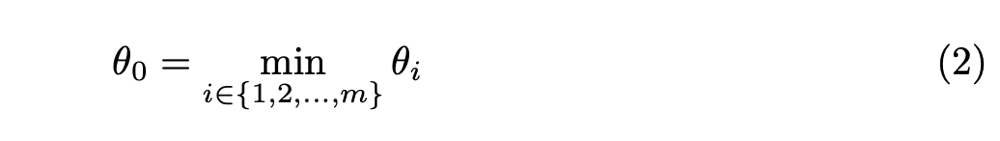 θ₀ = min_{i∈{1,2,...,m}} θᵢ (2)